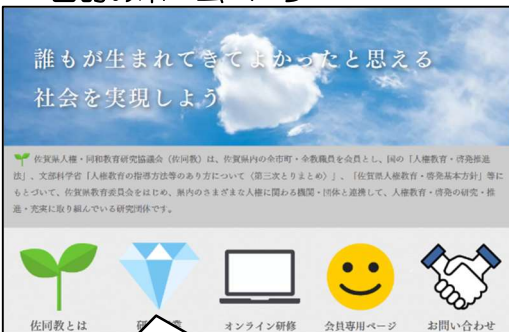 誰もが生まれてきてよかったと思える
社会を実現しよう
佐賀県人権・同和教育研究協議会（佐同教）は、佐賀県内の全市町・全教職員を会員とし、国の「人権教育・啓発推進
法」、文部科学省「人権教育の指導方法等のあり方について（第三次とりまとめ）」、「佐賀県人権教育・啓発基本方針」等に
もとづいて、佐賀県教育委員会をはじめ、県内のさまざまな人権に関わる機関・団体と連携して、人権教育・啓発の研究・推
進・充実に取り組んでいる研究団体です。
佐同教とは
オンライン研修
会員専用ページ
お問い合わせ